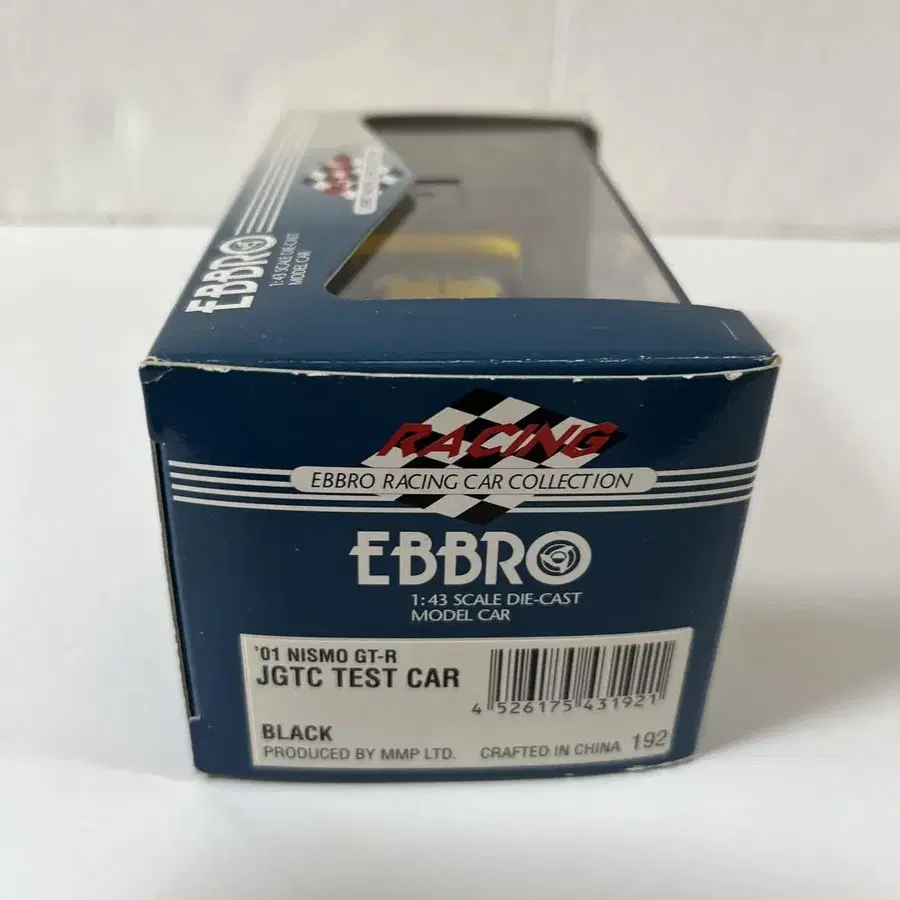 RACING
EBBRO
1:43 SCALE DIE-CAST
MODEL CAR
RACING
EBBRO RACING CAR COLLECTION
EBBRO
1:43 SCALE DIE-CAST
MODEL CAR
'01 NISMO GT-R
JGTC TEST CAR
4 526175 431921
BLACK
PRODUCED BY MMP LTD. CRAFTED IN CHINA 192